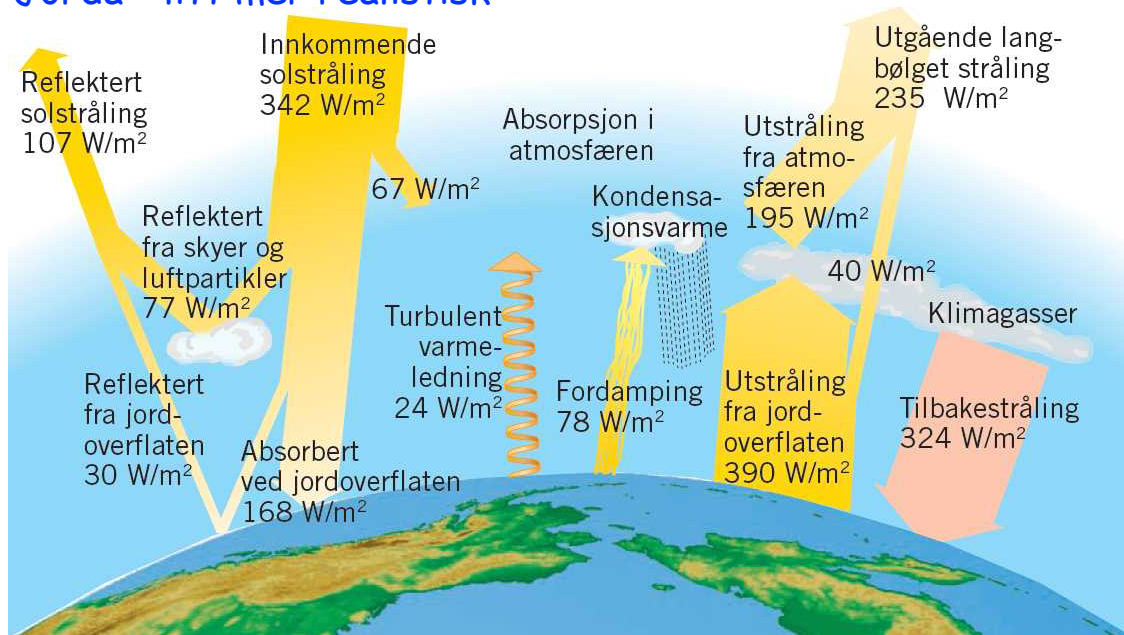 Reflektert
solstråling
107 W/m²
Innkommende
solstråling
342 W/m²
67 W/m²
Absorpsjon i
atmosfæren
Kondensa-
sjonsvarme
Utstråling
fra atmo-
sfæren
195 W/m²
Utgående lang-
bølget stråling
235 W/m²
Reflektert
fra skyer og
luftpartikler
77 W/m²
40 W/m²
Klimagasser
Turbulent
varme-
ledning
24 W/m²
Fordamping
78 W/m²
Utstråling
fra jord-
overflaten
390 W/m²
Tilbakestråling
324 W/m²
Reflektert
fra jord-
overflaten
30 W/m²
Absorbert
ved jordoverflaten
168 W/m²